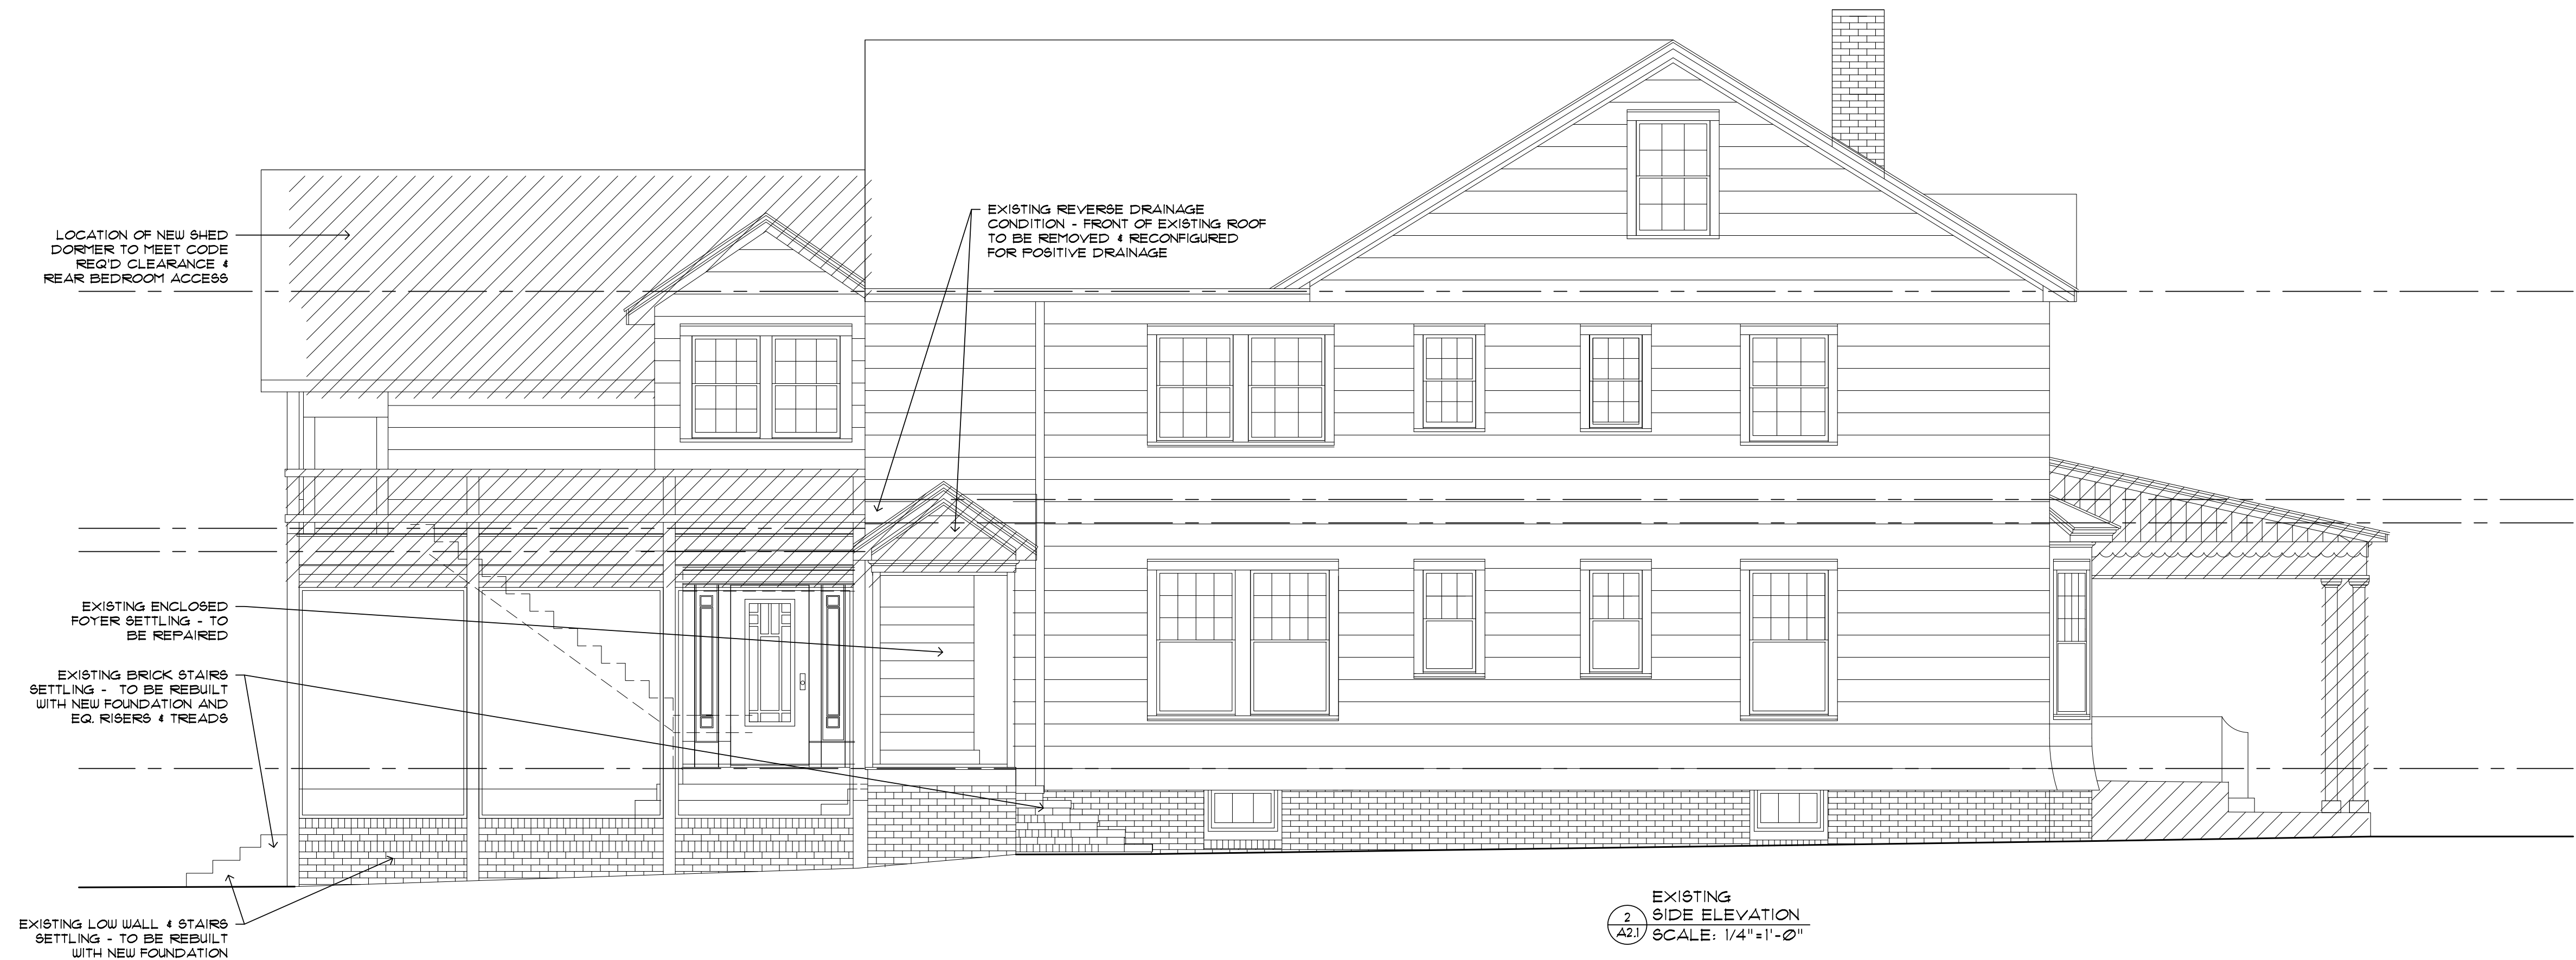 LOCATION OF NEW SHED
DORMER TO MEET CODE
REQ'D CLEARANCE &
REAR BEDROOM ACCESS
EXISTING REVERSE DRAINAGE
CONDITION - FRONT OF EXISTING ROOF
TO BE REMOVED & RECONFIGURED
FOR POSITIVE DRAINAGE
EXISTING ENCLOSED
FOYER SETTLING - TO
BE REPAIRED
EXISTING BRICK STAIRS
SETTLING - TO BE REBUILT
WITH NEW FOUNDATION AND
EQ. RISERS & TREADS
EXISTING LOW WALL & STAIRS
SETTLING - TO BE REBUILT
WITH NEW FOUNDATION
2
A2.1
EXISTING
SIDE ELEVATION
SCALE: 1/4"=1'-0"